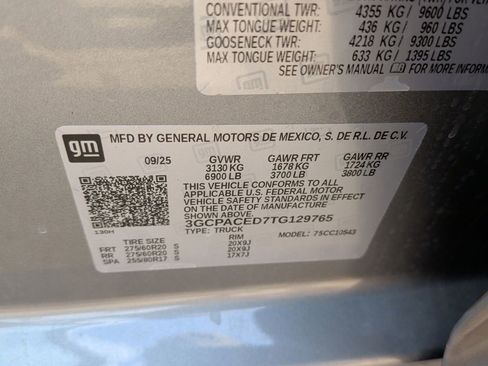 CONVENTIONAL TWR: 4355 KG / 9600 LBS
MAX TONGUE WEIGHT: 436 KG / 960 LBS
GOOSENECK TWR: 4218 KG / 9300 LBS
MAX TONGUE WEIGHT: 633 KG / 1395 LBS
SEE OWNER'S MANUAL FOR MORE INFORM
gm
MFD BY GENERAL MOTORS DE MEXICO, S. DE R.L. DE C.V.
09/25 GVWR GAWR FRT GAWR RR
3130 KG 1678 KG 1724 KG
6900 LB 3700 LB 3800 LB
THIS VEHICLE CONFORMS TO ALL
APPLICABLE U.S. FEDERAL MOTOR
VEHICLE SAFETY STANDARDS IN EFFECT
ON THE DATE OF MANUFACTURE
3GCPACED7TG129765
TYPE: TRUCK MODEL: 75CC10543
130H
TIRE SIZE RIM
FRT 275/60R20 S 20X9J
RR 275/60R20 S 20X9J
SPA 255/80R17 S 17X7J